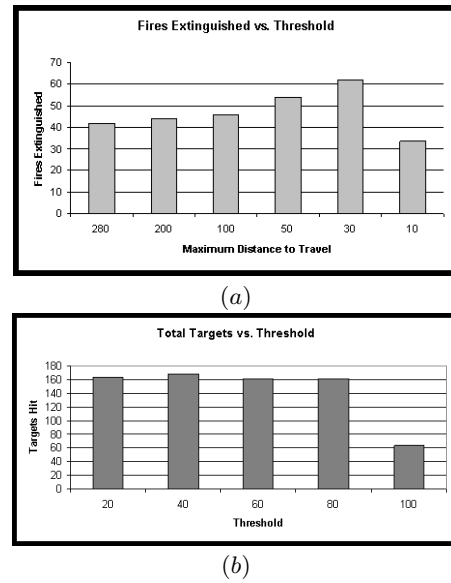 Fires Extinguished vs. Threshold
70
60
50
40
30
20
10
0
Fires Extinguished
280 200 100 50 30 10
Maximum Distance to Travel
(a)
Total Targets vs. Threshold
180
160
140
120
100
80
60
40
20
0
Targets Hit
20 40 60 80 100
Threshold
(b)